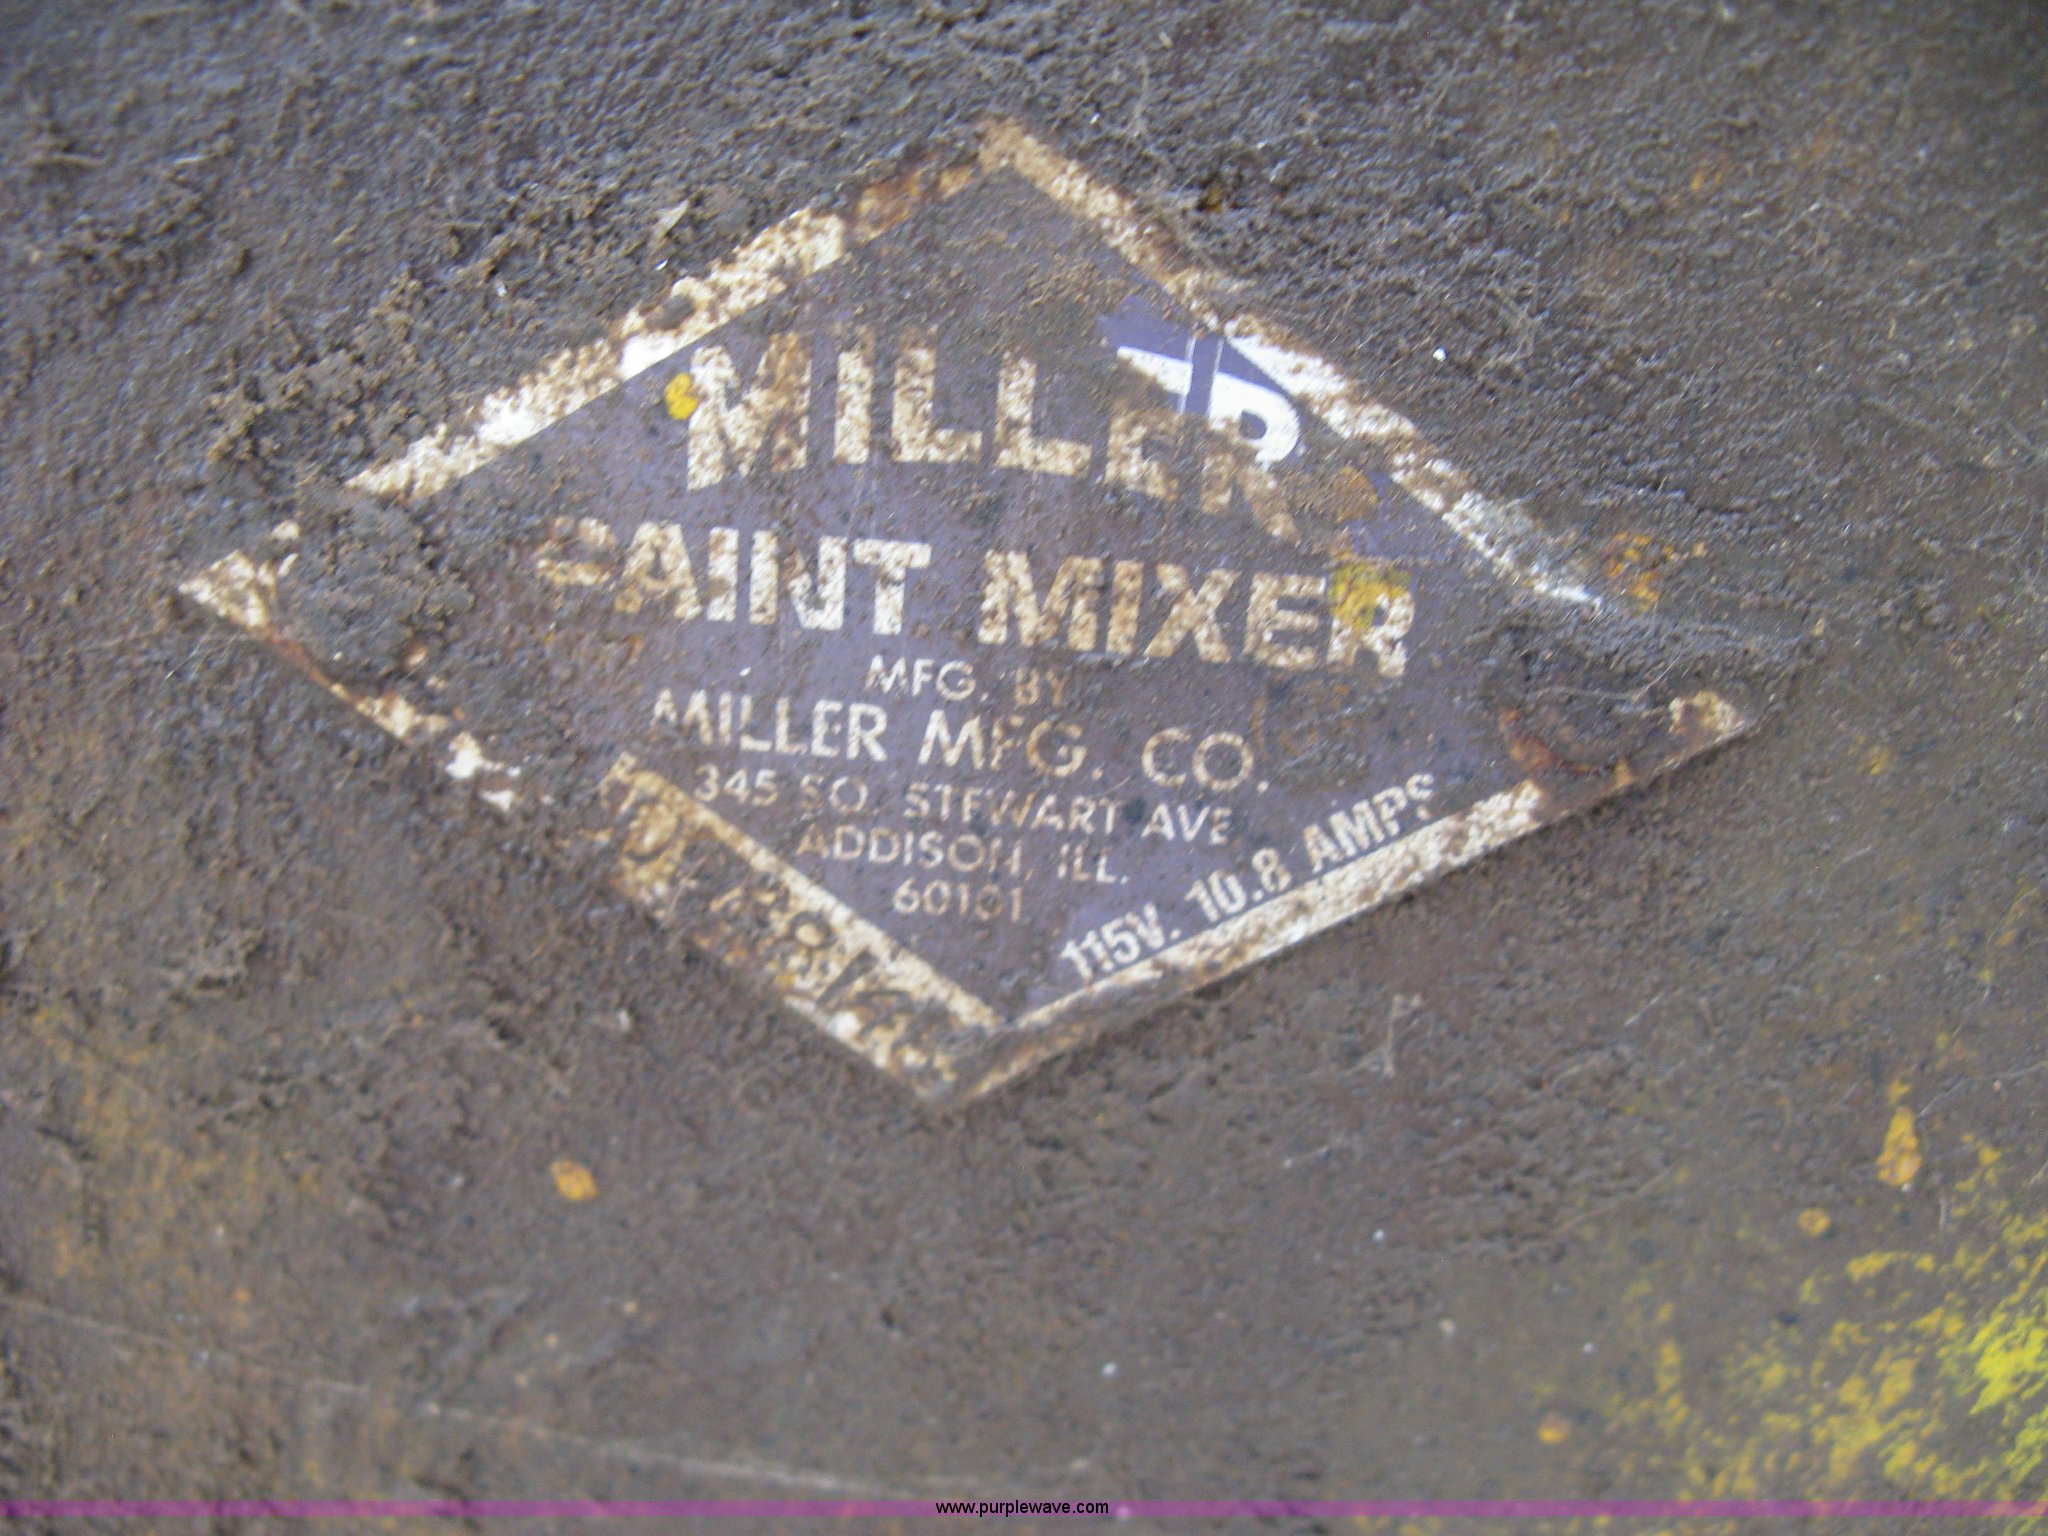 MILLER
PAINT MIXER
MFG. BY
MILLER MFG. CO.
345 SO. STEWART AVE
ADDISON, ILL.
60101
115V. 10.8 AMPS
www.purplewave.com